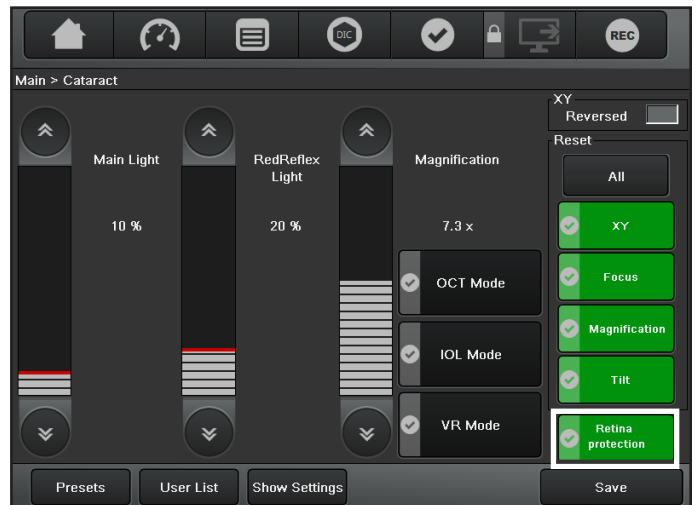 DIC
REC
Main > Cataract
XY
Reversed
Main Light
10 %
RedReflex
Light
20 %
Magnification
7.3 x
OCT Mode
IOL Mode
VR Mode
Reset
All
XY
Focus
Magnification
Tilt
Retina
protection
Presets
User List
Show Settings
Save